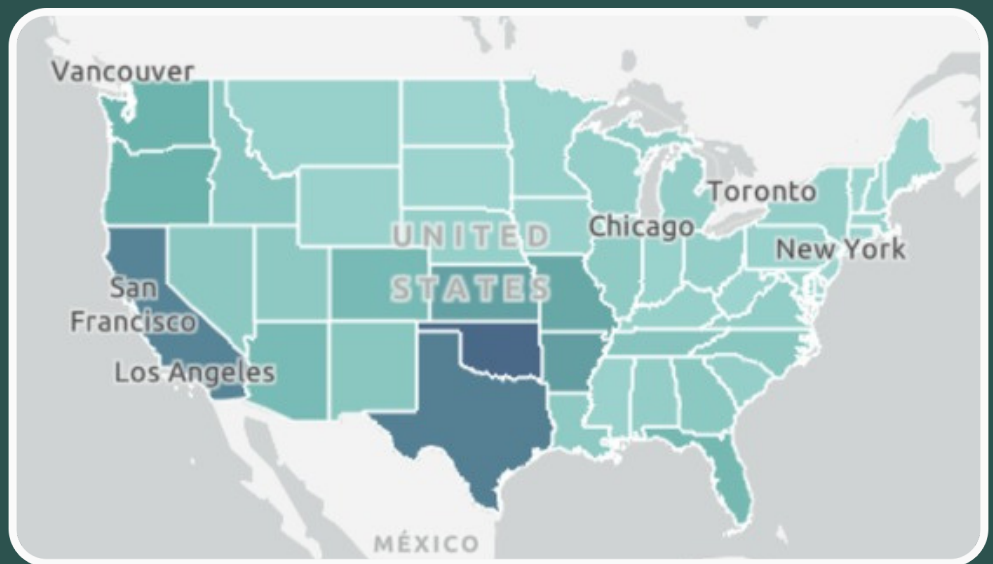 Vancouver
Toronto
Chicago
UNITED
New York
STATES
San
Francisco
Los Angeles
MÉXICO